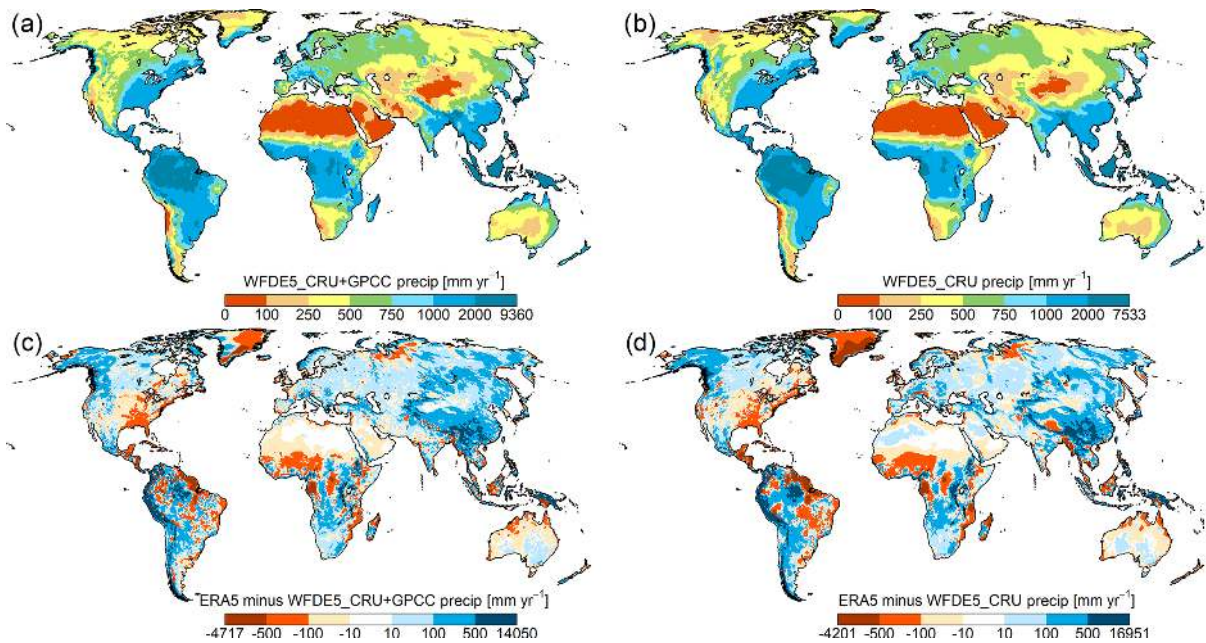 (a)
(b)
WFDE5_CRU+GPCC precip [mm yr⁻¹]
0 100 250 500 750 1000 2000 9360
WFDE5_CRU precip [mm yr⁻¹]
0 100 250 500 750 1000 2000 7533
(c)
(d)
ERA5 minus WFDE5_CRU+GPCC precip [mm yr⁻¹]
-4717 -500 -100 -10 10 100 500 14050
ERA5 minus WFDE5_CRU precip [mm yr⁻¹]
-4201 -500 -100 -10 10 100 500 16951